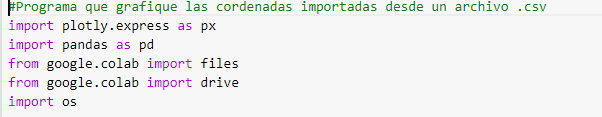 #Programa que grafique las cordenadas importadas desde un archivo .csv
import plotly.express as px
import pandas as pd
from google.colab import files
from google.colab import drive
import os